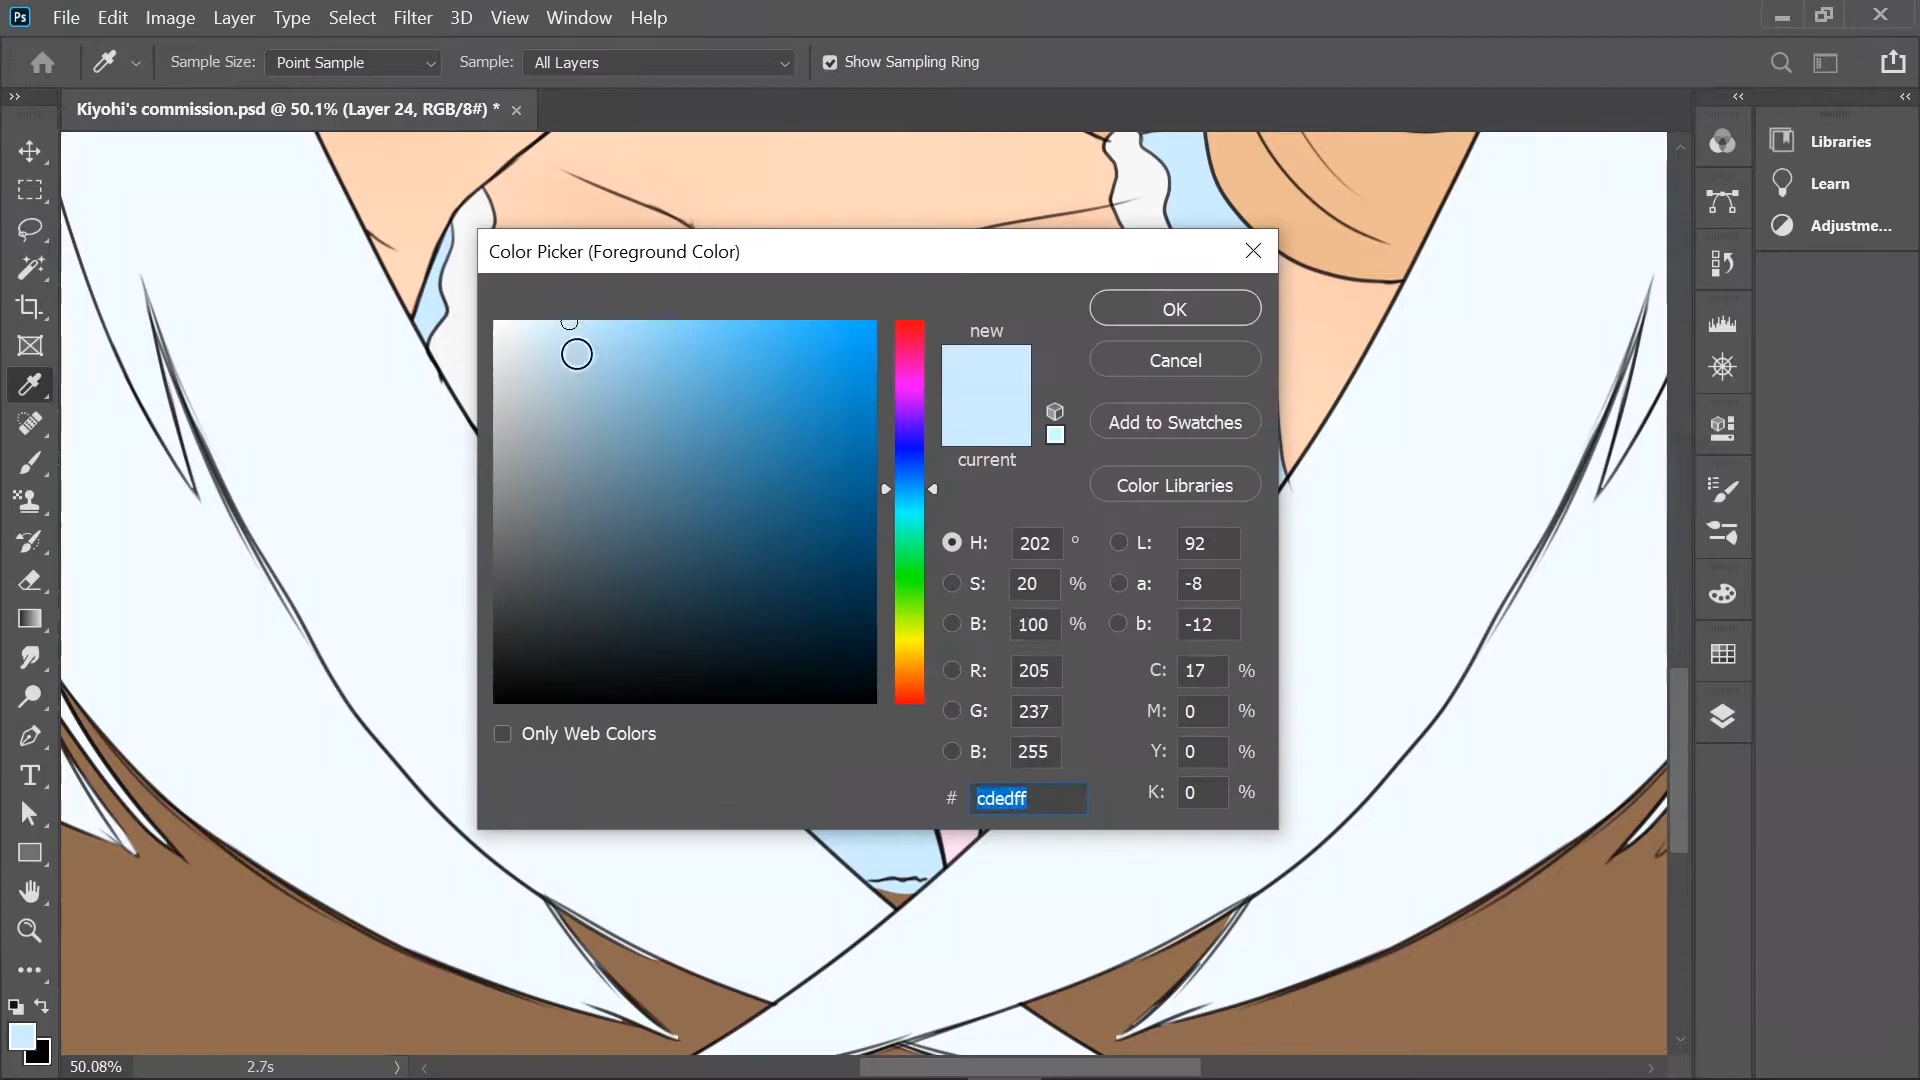 Ps File Edit Image Layer Type Select Filter 3D View Window Help
Sample Size: Point Sample Sample: All Layers Show Sampling Ring
Kiyohi's commission.psd @ 50.1% (Layer 24, RGB/8#) * ×
Libraries
Learn
Adjustme...
Color Picker (Foreground Color)
new
current
OK
Cancel
Add to Swatches
Color Libraries
H: 202 ° L: 92
S: 20 % a: -8
B: 100 % b: -12
R: 205 C: 17 %
G: 237 M: 0 %
B: 255 Y: 0 %
# cdedff K: 0 %
Only Web Colors
50.08% 2.7s